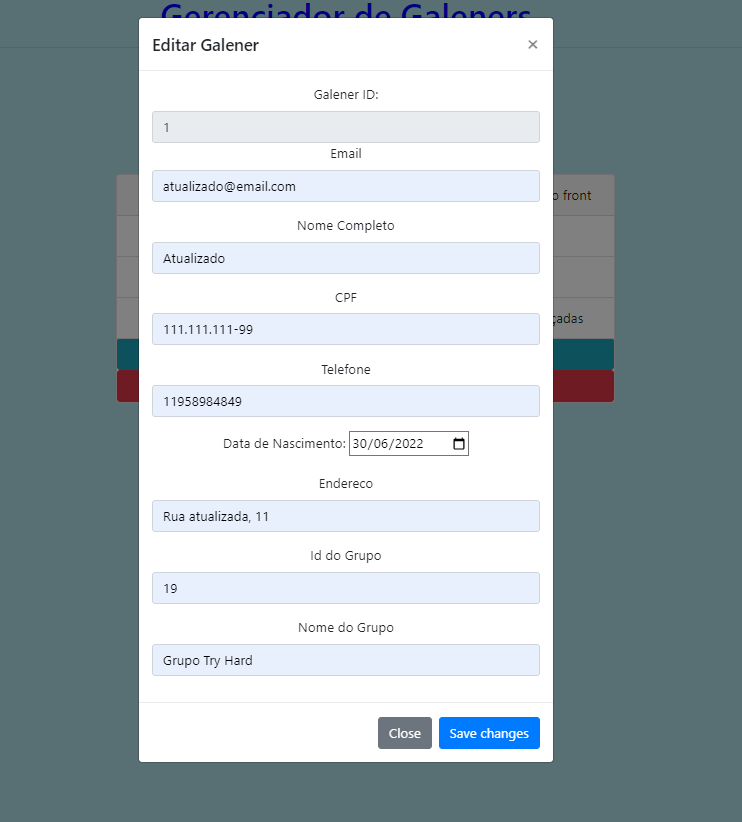 Gerenciador de Galeners
Editar Galener
×
Galener ID:
1
Email
atualizado@email.com
o front
Nome Completo
Atualizado
CPF
çadas
111.111.111-99
Telefone
11958984849
Data de Nascimento: 30/06/2022
Endereco
Rua atualizada, 11
Id do Grupo
19
Nome do Grupo
Grupo Try Hard
Close Save changes